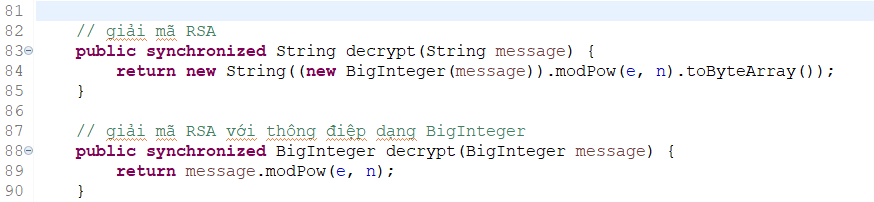 81
82 // giải mã RSA
83 public synchronized String decrypt(String message) {
84 return new String((new BigInteger(message)).modPow(e, n).toByteArray());
85 }
86
87 // giải mã RSA với thông điệp dạng BigInteger
88 public synchronized BigInteger decrypt(BigInteger message) {
89 return message.modPow(e, n);
90 }